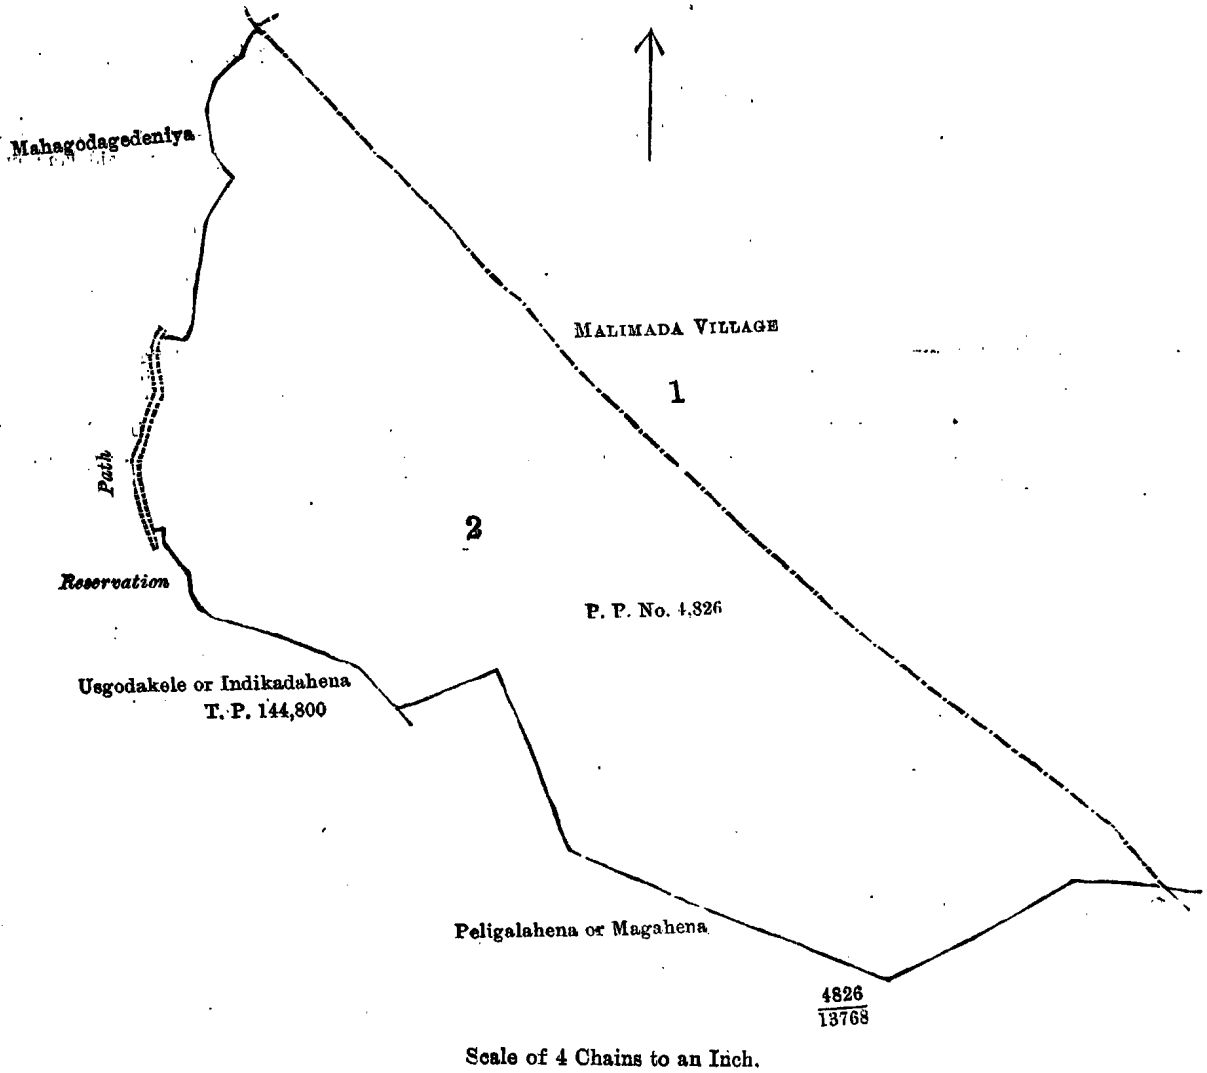 Mahagodagedeniya
MALIMADA VILLAGE
1
Path
2
Reservation
P. P. No. 4,826
Usgodakele or Indikadahena
T. P. 144,800
Peligalahena or Magahena
4826
13768
Scale of 4 Chains to an Inch.